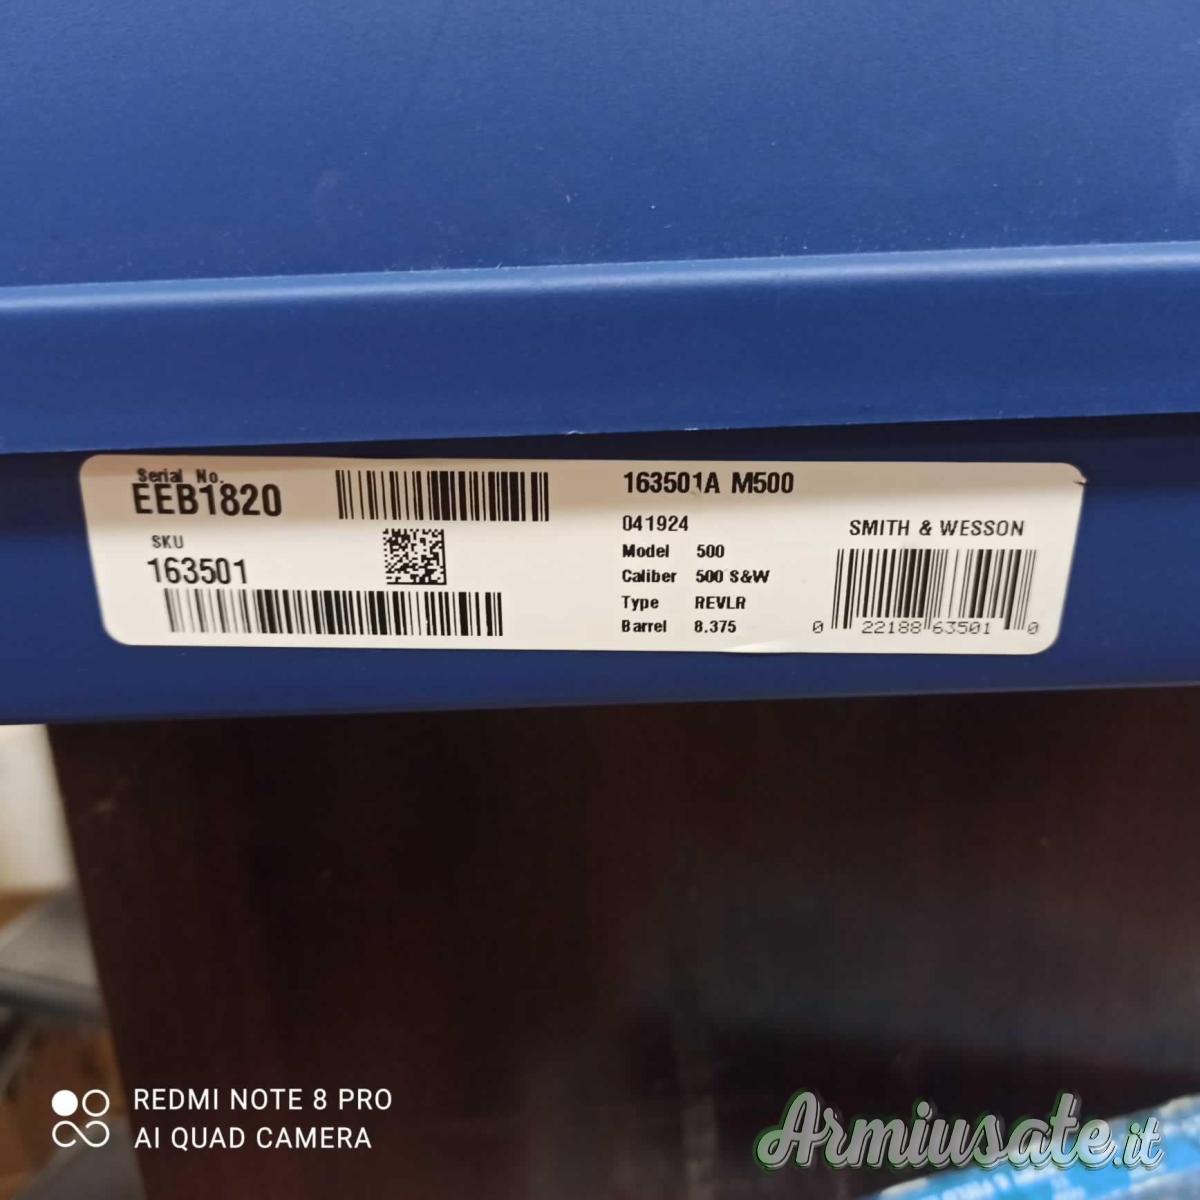 Serial No.
EEB1820
SKU
163501
163501A M500
041924
Model 500
Caliber 500 S&W
Type REVLR
Barrel 8.375
SMITH & WESSON
0 22188 63501 0
REDMI NOTE 8 PRO
AI QUAD CAMERA
Armiusate.it